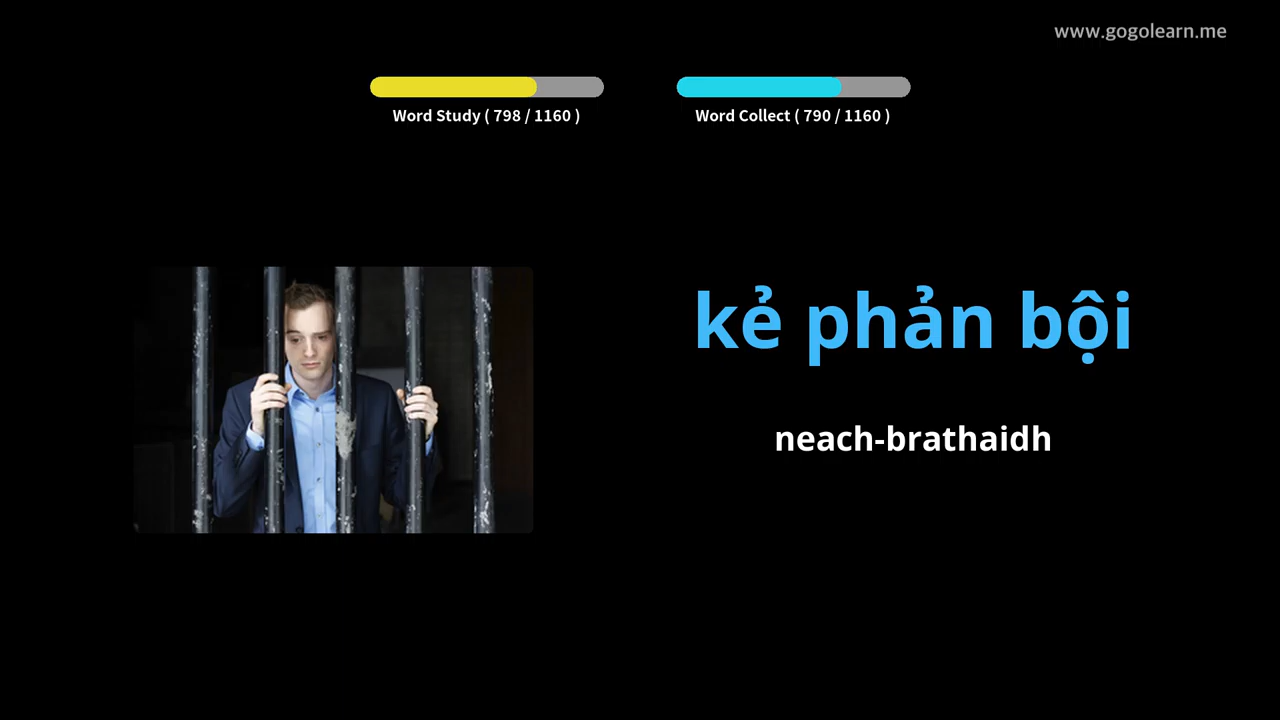 www.gogolearn.me
Word Study ( 798 / 1160 )
Word Collect ( 790 / 1160 )
kẻ phản bội
neach-brathaidh